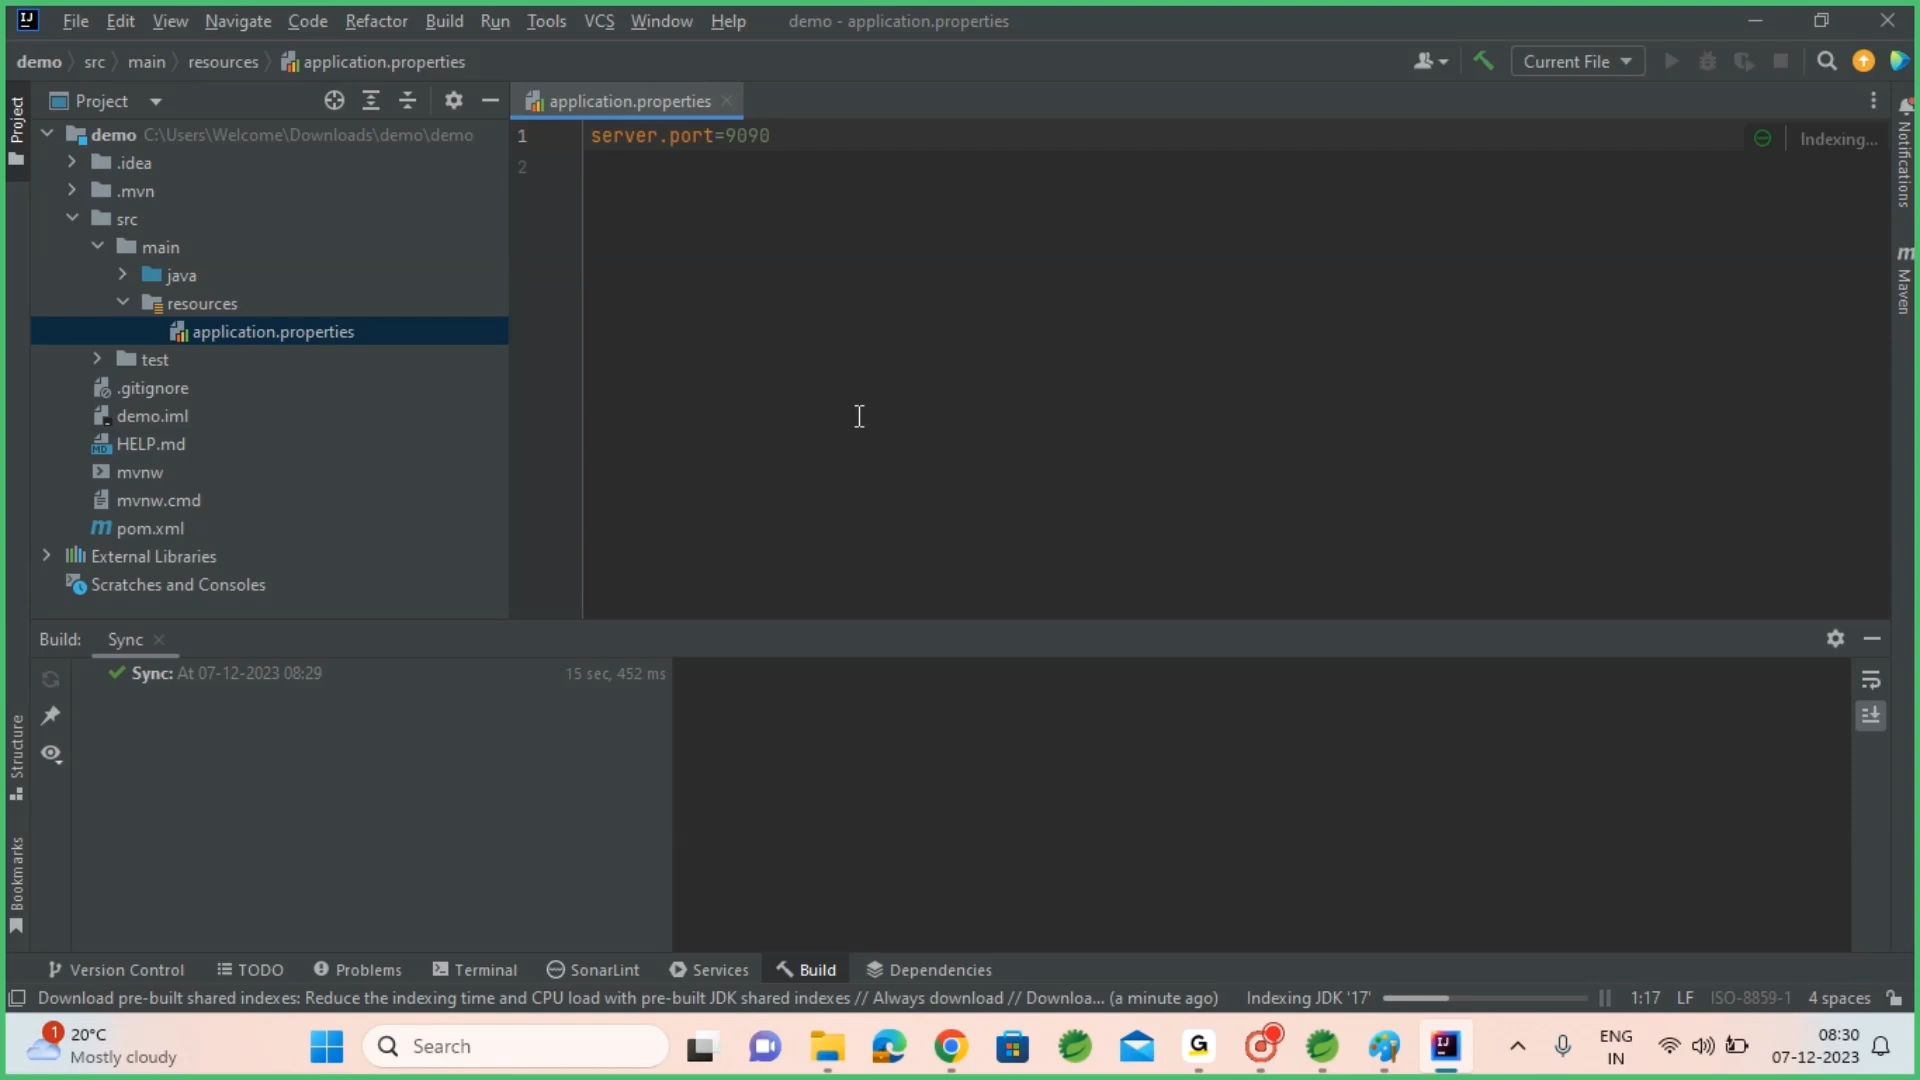 File Edit View Navigate Code Refactor Build Run Tools VCS Window Help demo - application.properties
demo src main resources application.properties Current File
Project application.properties
Project
demo C:\Users\Welcome\Downloads\demo\demo
.idea
.mvn
src
main
java
resources
application.properties
test
.gitignore
demo.iml
HELP.md
mvnw
mvnw.cmd
pom.xml
External Libraries
Scratches and Consoles
1 server.port=9090
2
Indexing...
Notifications
Maven
Build: Sync
Sync: At 07-12-2023 08:29 15 sec, 452 ms
Structure
Bookmarks
Version Control TODO Problems Terminal SonarLint Services Build Dependencies
Download pre-built shared indexes: Reduce the indexing time and CPU load with pre-built JDK shared indexes // Always download // Downloa... (a minute ago) Indexing JDK '17' 1:17 LF ISO-8859-1 4 spaces
1 20°C
Mostly cloudy
Search
ENG
IN
08:30
07-12-2023